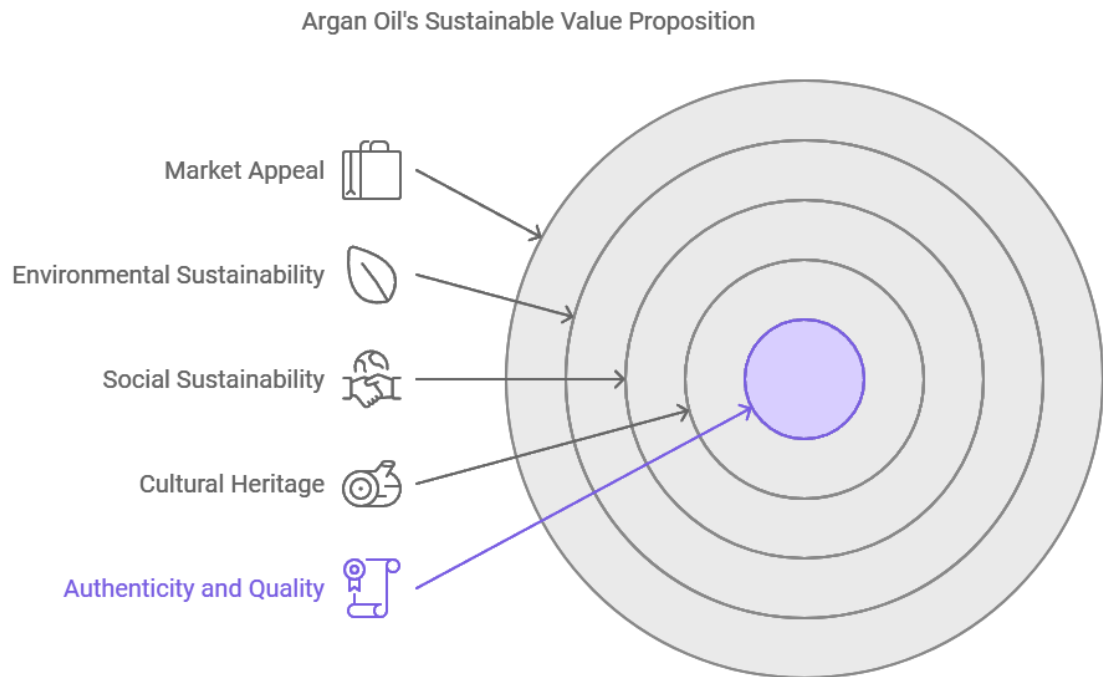 Argan Oil's Sustainable Value Proposition
Market Appeal
Environmental Sustainability
Social Sustainability
Cultural Heritage
Authenticity and Quality